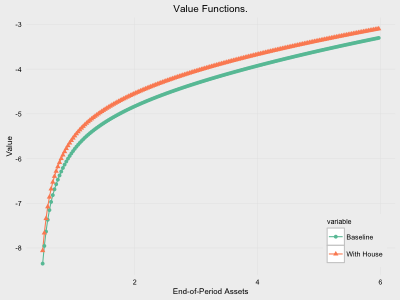 Value Functions.
-3
-4
-5
-6
-7
-8
Value
2
4
6
End-of-Period Assets
variable
Baseline
With House